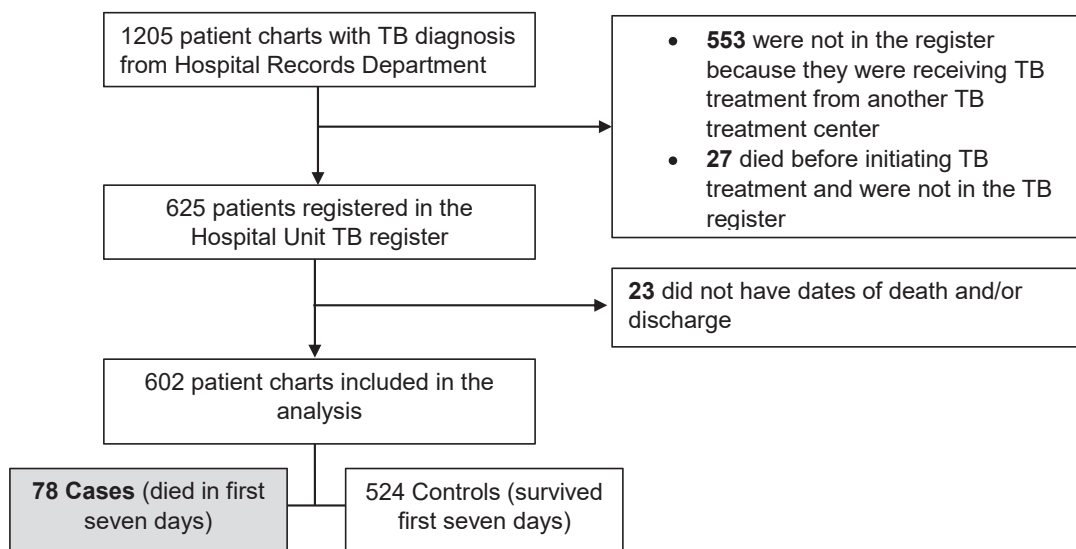 1205 patient charts with TB diagnosis
from Hospital Records Department
• 553 were not in the register
because they were receiving TB
treatment from another TB
treatment center
• 27 died before initiating TB
treatment and were not in the TB
register
625 patients registered in the
Hospital Unit TB register
23 did not have dates of death and/or
discharge
602 patient charts included in the
analysis
78 Cases (died in first
seven days)
524 Controls (survived
first seven days)